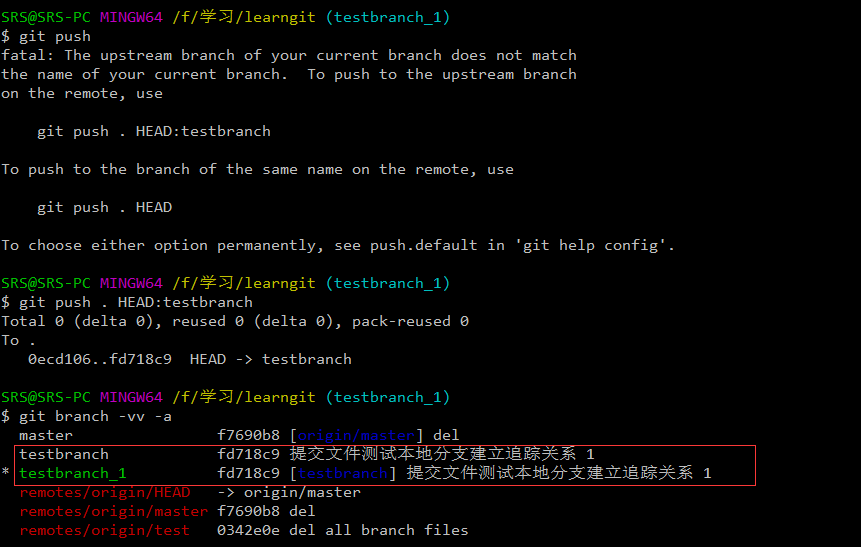 SRS@SRS-PC MINGW64 /f/学习/learngit (testbranch_1)
$ git push
fatal: The upstream branch of your current branch does not match
the name of your current branch.  To push to the upstream branch
on the remote, use
    git push . HEAD:testbranch
To push to the branch of the same name on the remote, use
    git push . HEAD
To choose either option permanently, see push.default in 'git help config'.
SRS@SRS-PC MINGW64 /f/学习/learngit (testbranch_1)
$ git push . HEAD:testbranch
Total 0 (delta 0), reused 0 (delta 0), pack-reused 0
To .
   0ecd106..fd718c9  HEAD -> testbranch
SRS@SRS-PC MINGW64 /f/学习/learngit (testbranch_1)
$ git branch -vv -a
  master                f7690b8 [origin/master] del
  testbranch            fd718c9 提交文件测试本地分支建立追踪关系 1
* testbranch_1          fd718c9 [testbranch] 提交文件测试本地分支建立追踪关系 1
  remotes/origin/HEAD   -> origin/master
  remotes/origin/master f7690b8 del
  remotes/origin/test   0342e0e del all branch files